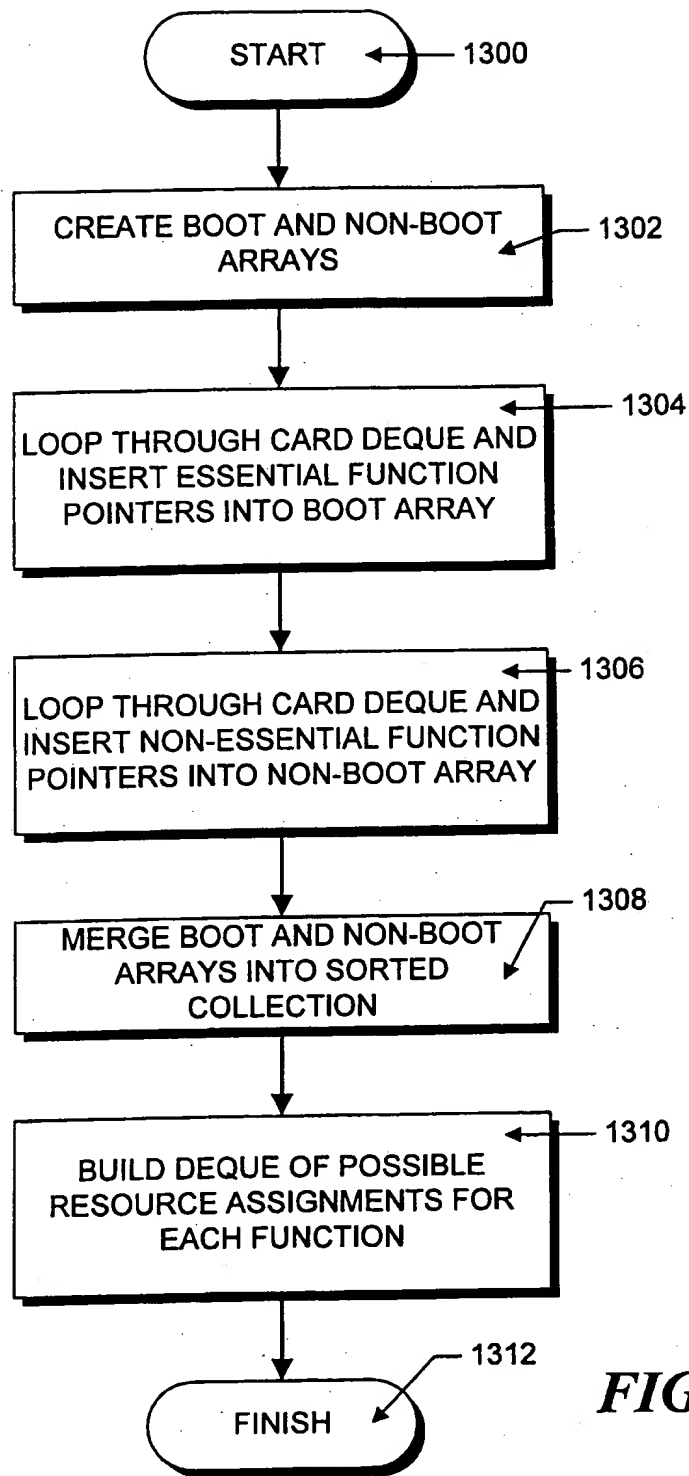 START
1300
CREATE BOOT AND NON-BOOT
ARRAYS
1302
1304
LOOP THROUGH CARD DEQUE AND
INSERT ESSENTIAL FUNCTION
POINTERS INTO BOOT ARRAY
1306
LOOP THROUGH CARD DEQUE AND
INSERT NON-ESSENTIAL FUNCTION
POINTERS INTO NON-BOOT ARRAY
1308
MERGE BOOT AND NON-BOOT
ARRAYS INTO SORTED
COLLECTION
1310
BUILD DEQUE OF POSSIBLE
RESOURCE ASSIGNMENTS FOR
EACH FUNCTION
1312
FINISH
FIG